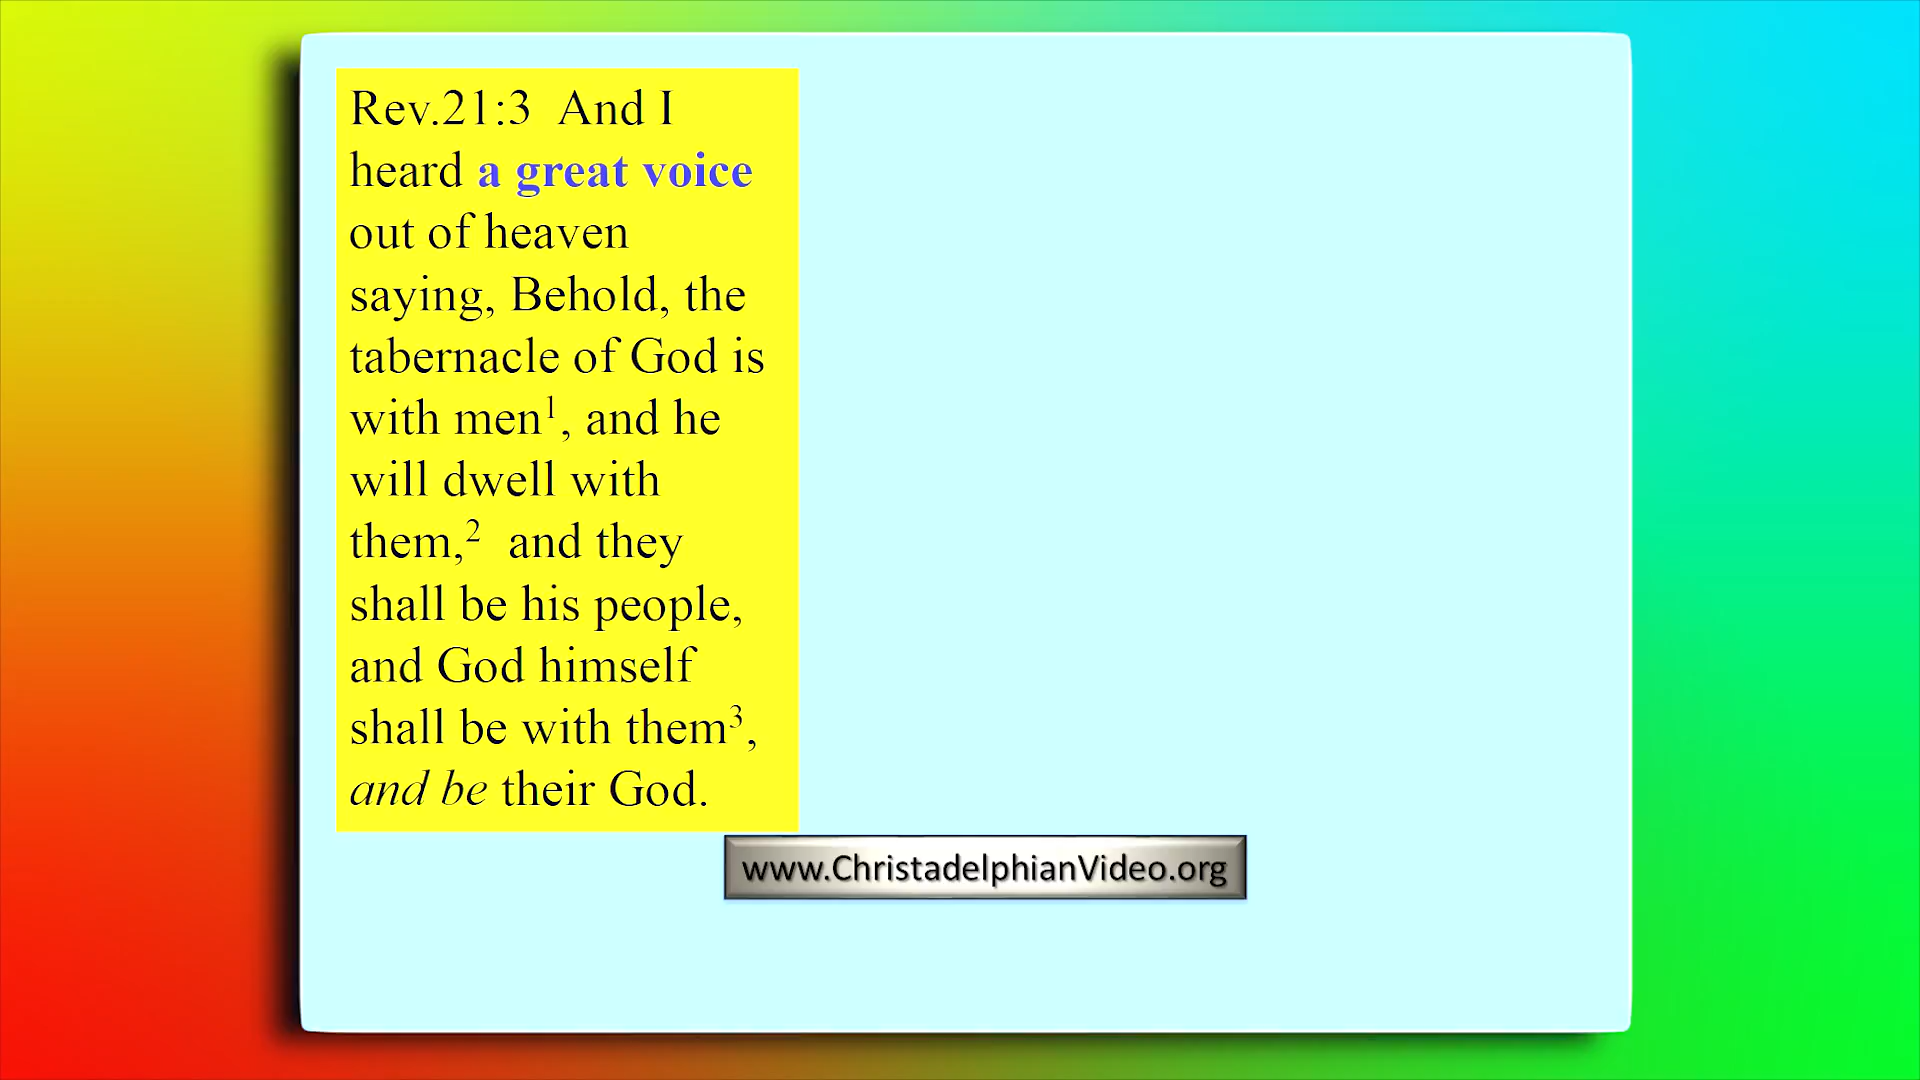 Rev.21:3  And I
heard a great voice
out of heaven
saying, Behold, the
tabernacle of God is
with men¹, and he
will dwell with
them,²  and they
shall be his people,
and God himself
shall be with them³,
and be their God.
www.ChristadelphianVideo.org